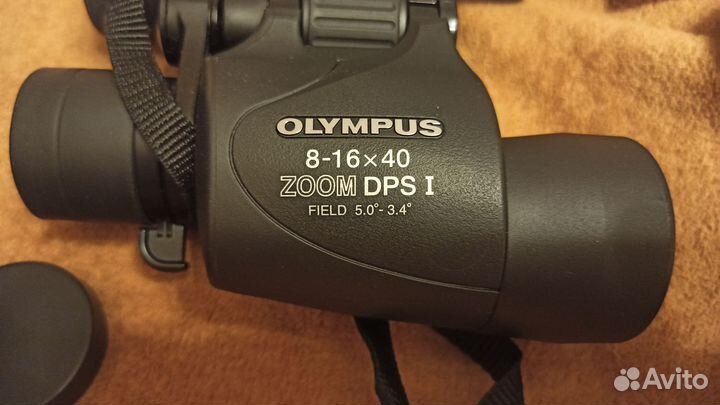 OLYMPUS
8-16×40
ZOOM DPS I
FIELD 5.0°- 3.4°
Avito